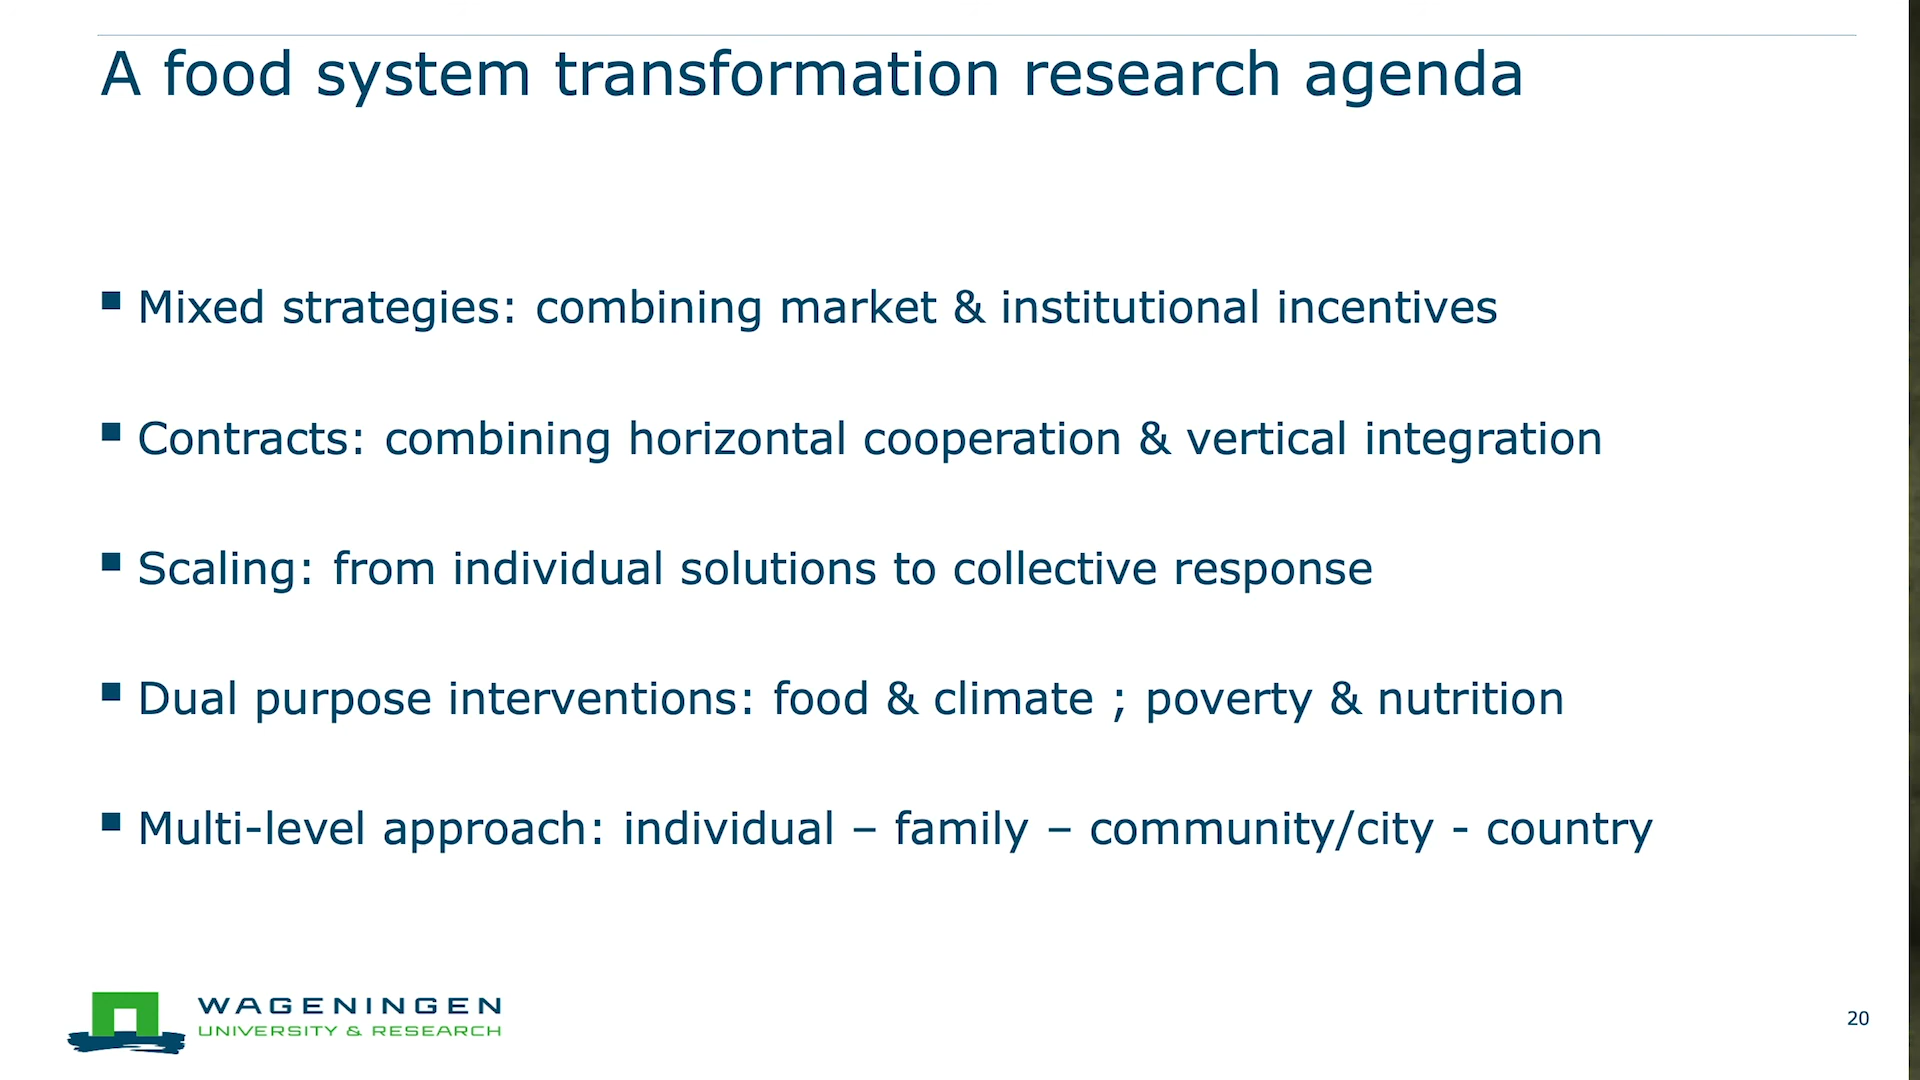 A food system transformation research agenda
▪ Mixed strategies: combining market & institutional incentives
▪ Contracts: combining horizontal cooperation & vertical integration
▪ Scaling: from individual solutions to collective response
▪ Dual purpose interventions: food & climate ; poverty & nutrition
▪ Multi-level approach: individual – family – community/city - country
WAGENINGEN
UNIVERSITY & RESEARCH
20